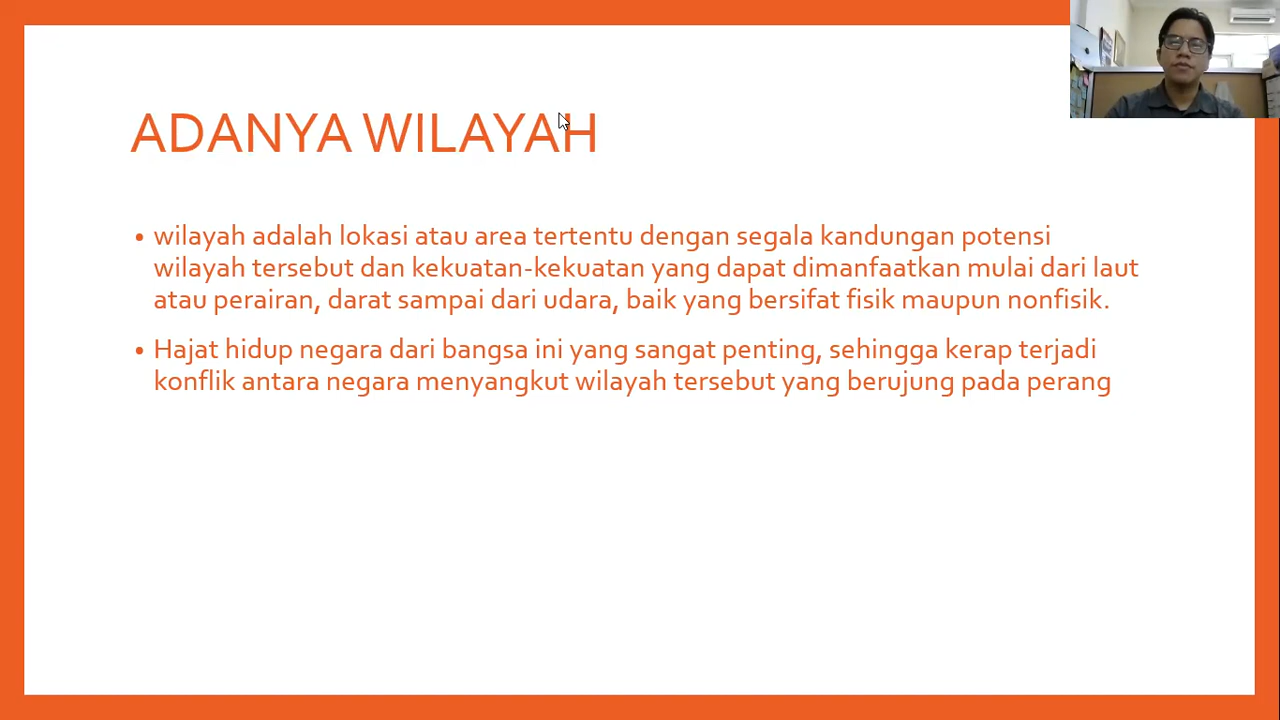 ADANYA WILAYAH
• wilayah adalah lokasi atau area tertentu dengan segala kandungan potensi
wilayah tersebut dan kekuatan-kekuatan yang dapat dimanfaatkan mulai dari laut
atau perairan, darat sampai dari udara, baik yang bersifat fisik maupun nonfisik.
• Hajat hidup negara dari bangsa ini yang sangat penting, sehingga kerap terjadi
konflik antara negara menyangkut wilayah tersebut yang berujung pada perang